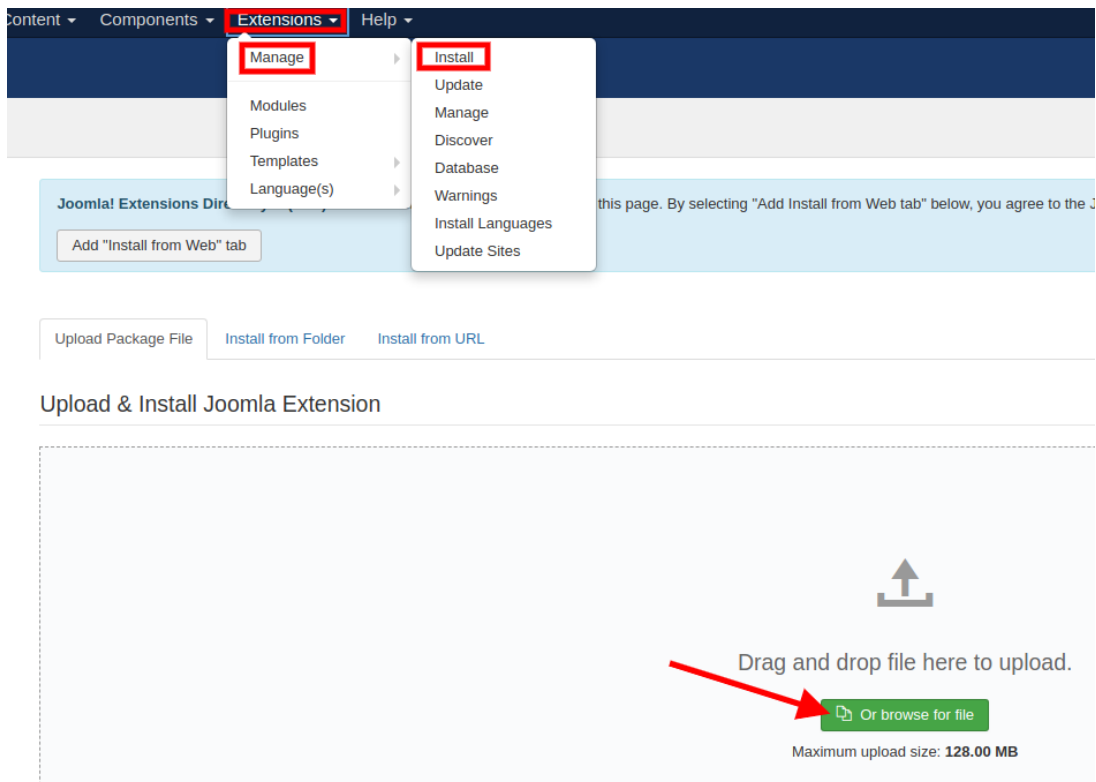 Content Components Extensions Help
Manage
Modules
Plugins
Templates
Language(s)
Install
Update
Manage
Discover
Database
Warnings
Install Languages
Update Sites
Joomla! Extensions this page. By selecting "Add Install from Web tab" below, you agree to the
Add "Install from Web" tab
Upload Package File Install from Folder Install from URL
Upload & Install Joomla Extension
Drag and drop file here to upload.
Or browse for file
Maximum upload size: 128.00 MB